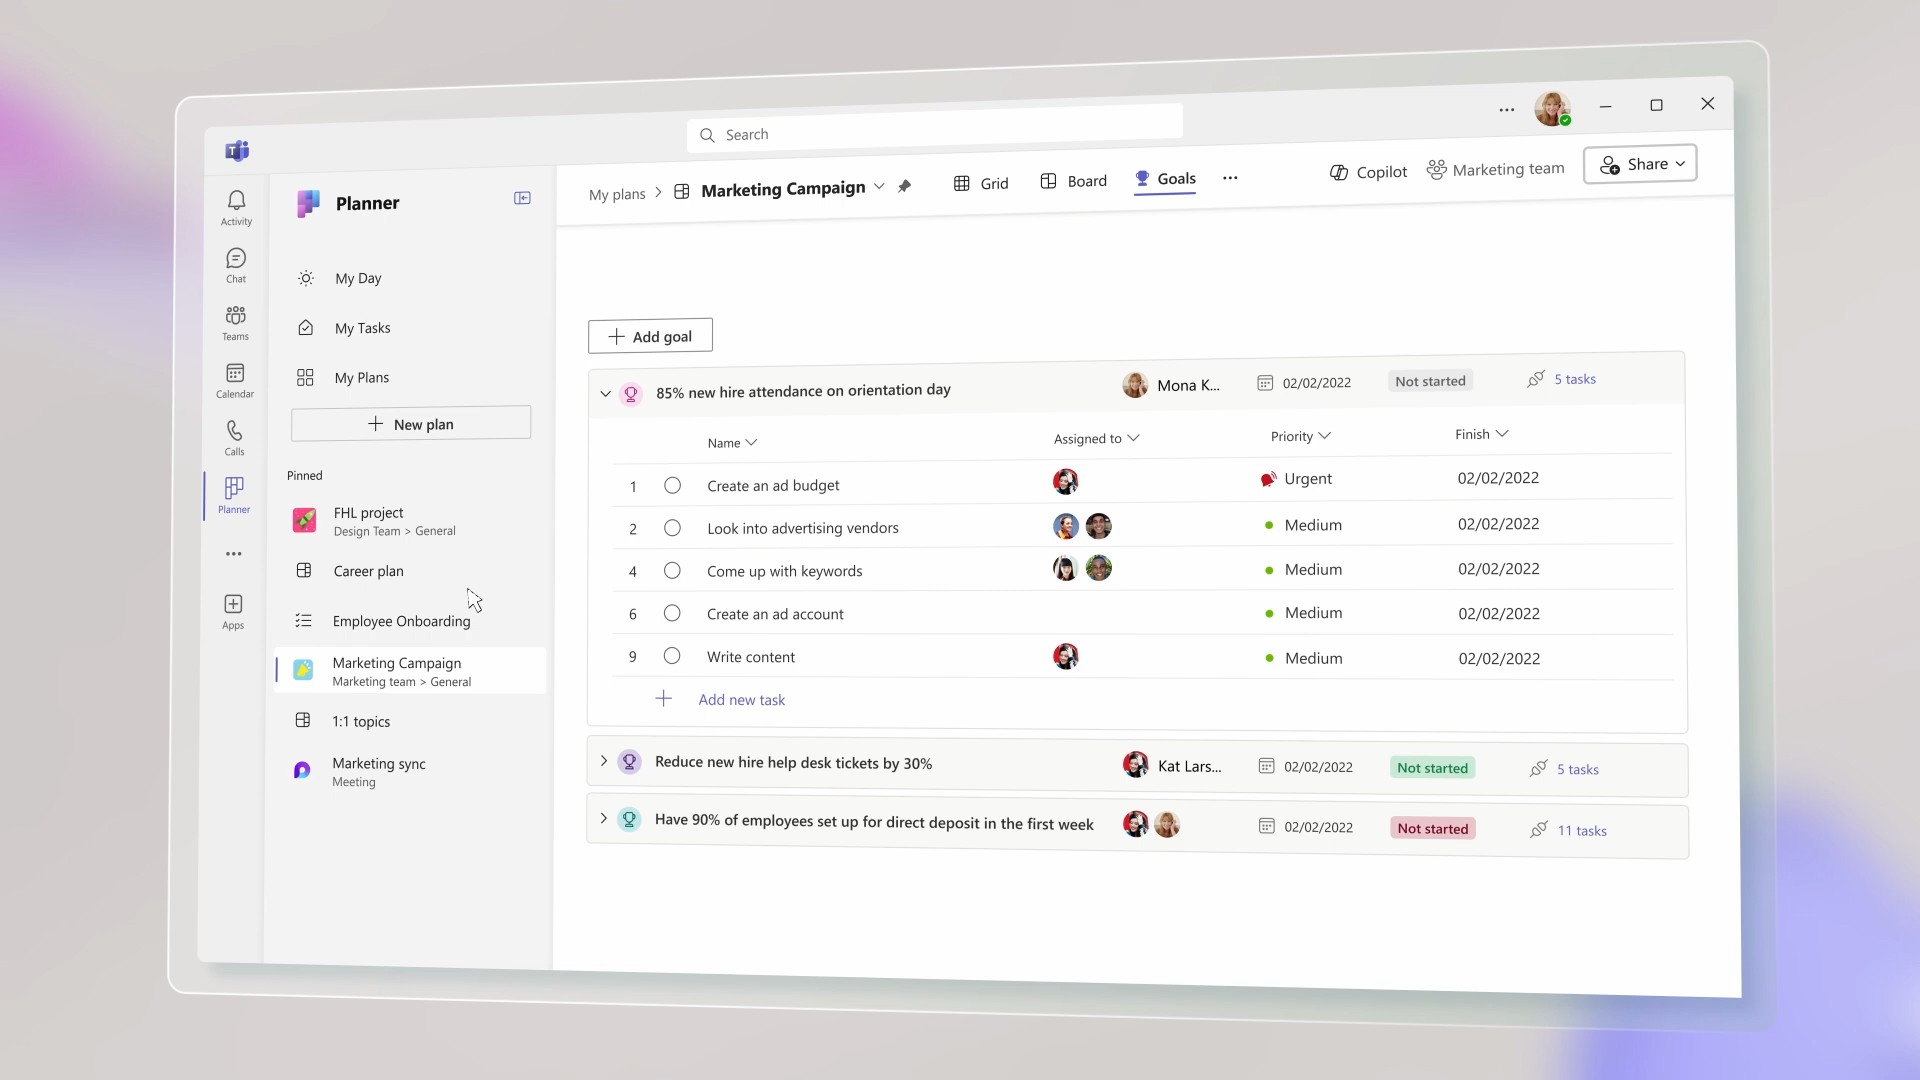 Search
Activity
Chat
Teams
Calendar
Calls
Planner
Apps
Planner
My Day
My Tasks
My Plans
New plan
Pinned
FHL project
Design Team > General
Career plan
Employee Onboarding
Marketing Campaign
Marketing team > General
1:1 topics
Marketing sync
Meeting
My plans > Marketing Campaign Grid Board Goals Copilot Marketing team Share
Add goal
85% new hire attendance on orientation day Mona K... 02/02/2022 Not started 5 tasks
Name Assigned to Priority Finish
1 Create an ad budget Urgent 02/02/2022
2 Look into advertising vendors Medium 02/02/2022
4 Come up with keywords Medium 02/02/2022
6 Create an ad account Medium 02/02/2022
9 Write content Medium 02/02/2022
Add new task
Reduce new hire help desk tickets by 30% Kat Lars... 02/02/2022 Not started 5 tasks
Have 90% of employees set up for direct deposit in the first week 02/02/2022 Not started 11 tasks